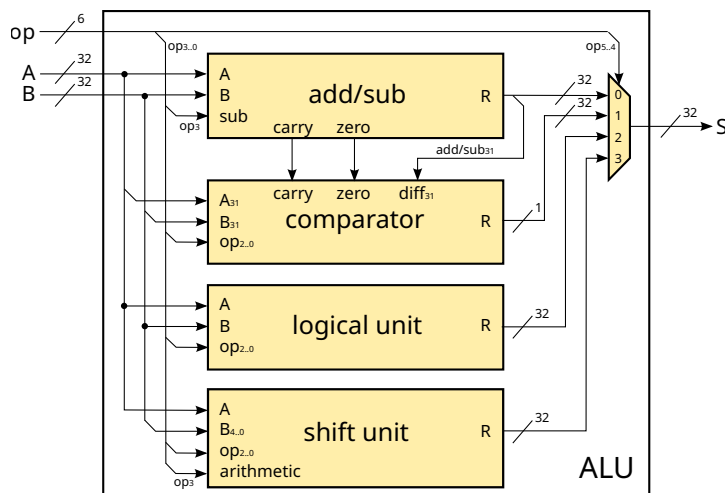 op
6
op3..0
op5..4
A
32
B
32
A
B
sub
op3
add/sub
carry
zero
R
32
32
add/sub31
0
1
2
3
32
S
carry
zero
diff31
A31
B31
op2..0
comparator
R
1
A
B
op2..0
logical unit
R
32
A
B4..0
op2..0
arithmetic
op3
shift unit
R
32
ALU